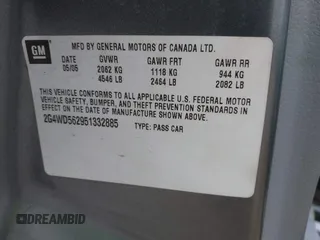 GM
MFD BY GENERAL MOTORS OF CANADA LTD.
DATE GVWR GAWR FRT GAWR RR
05/05 2062 KG 1118 KG 944 KG
4546 LB 2464 LB 2082 LB
THIS VEHICLE CONFORMS TO ALL APPLICABLE U.S. FEDERAL MOTOR
VEHICLE SAFETY, BUMPER, AND THEFT PREVENTION STANDARDS IN
EFFECT ON THE DATE OF MANUFACTURE SHOWN ABOVE.
2G4WD562951332885 TYPE: PASS CAR
DREAMBID